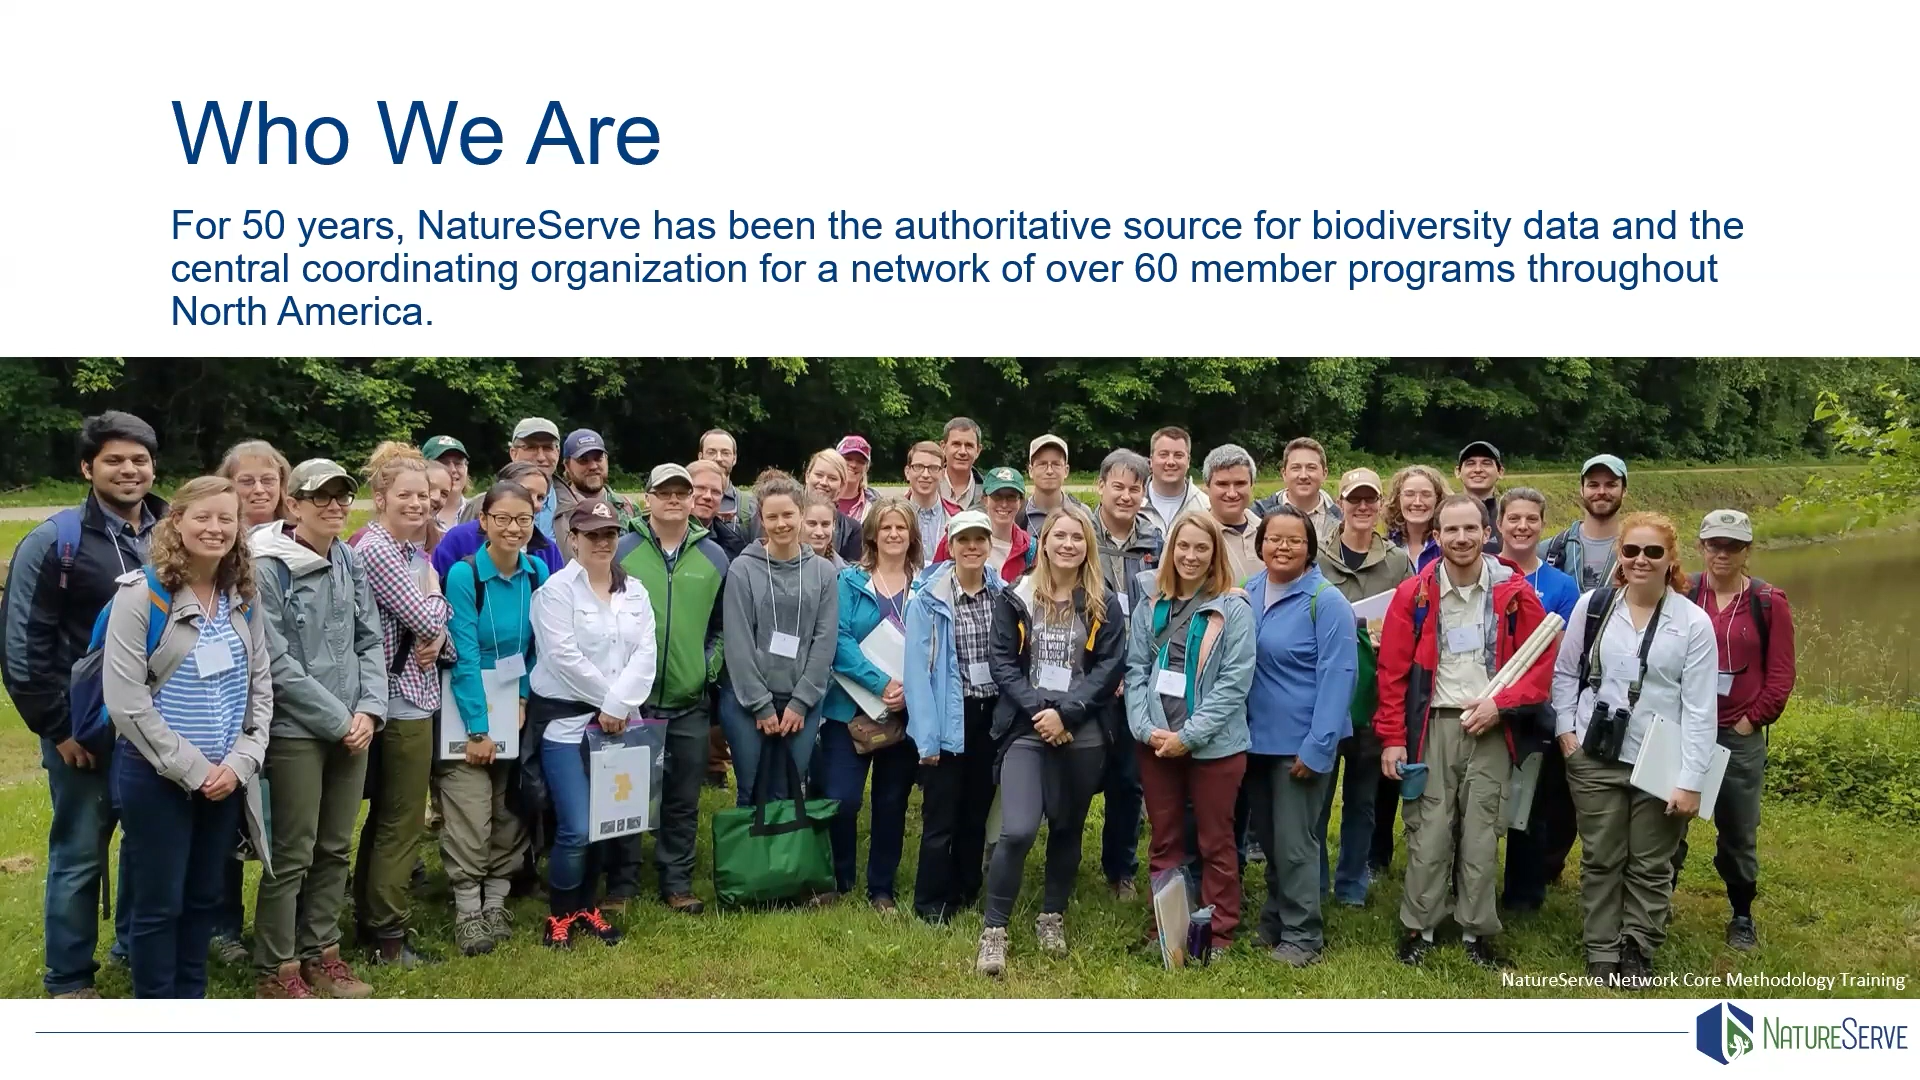 Who We Are
For 50 years, NatureServe has been the authoritative source for biodiversity data and the
central coordinating organization for a network of over 60 member programs throughout
North America.
NatureServe Network Core Methodology Training
NATURESERVE